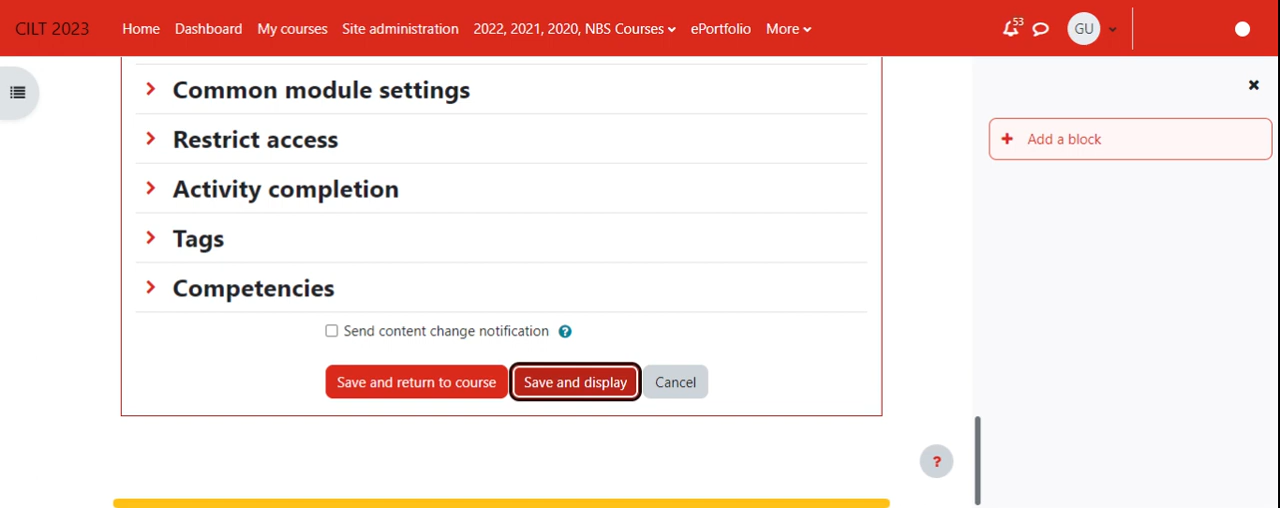 CILT 2023 Home Dashboard My courses Site administration 2022, 2021, 2020, NBS Courses ePortfolio More 53 GU
Common module settings
+ Add a block
Restrict access
Activity completion
Tags
Competencies
Send content change notification ?
Save and return to course Save and display Cancel
?